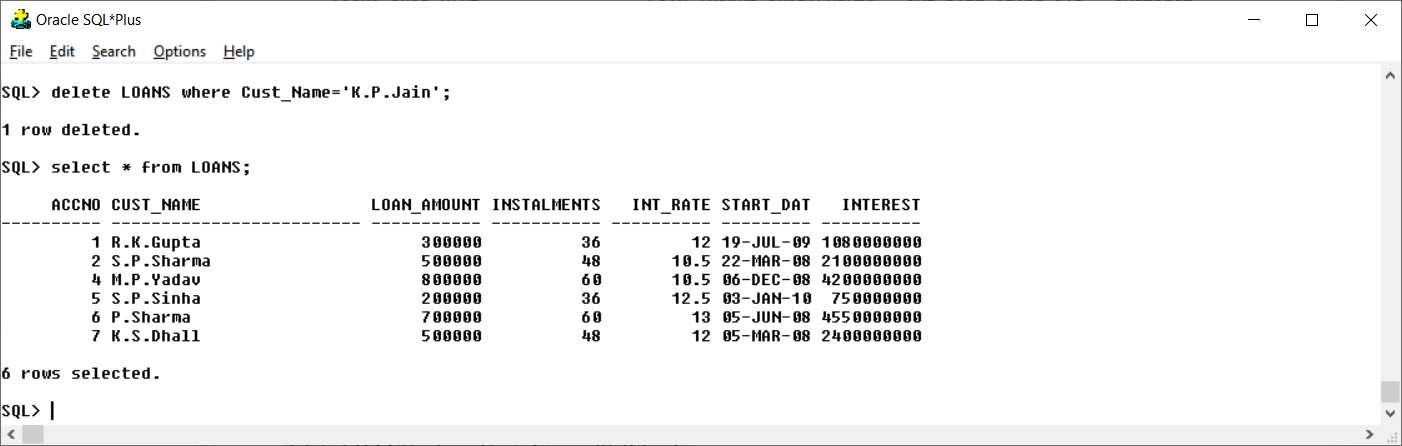 Oracle SQL*Plus
File Edit Search Options Help
SQL> delete LOANS where Cust_Name='K.P.Jain';
1 row deleted.
SQL> select * from LOANS;
ACCNO CUST_NAME LOAN_AMOUNT INSTALMENTS INT_RATE START_DAT INTEREST
---------- ------------------------- ----------- ----------- ---------- --------- ----------
1 R.K.Gupta 300000 36 12 19-JUL-09 1080000000
2 S.P.Sharma 500000 48 10.5 22-MAR-08 2100000000
4 M.P.Yadav 800000 60 10.5 06-DEC-08 4200000000
5 S.P.Sinha 200000 36 12.5 03-JAN-10 750000000
6 P.Sharma 700000 60 13 05-JUN-08 4550000000
7 K.S.Dhall 500000 48 12 05-MAR-08 2400000000
6 rows selected.
SQL>